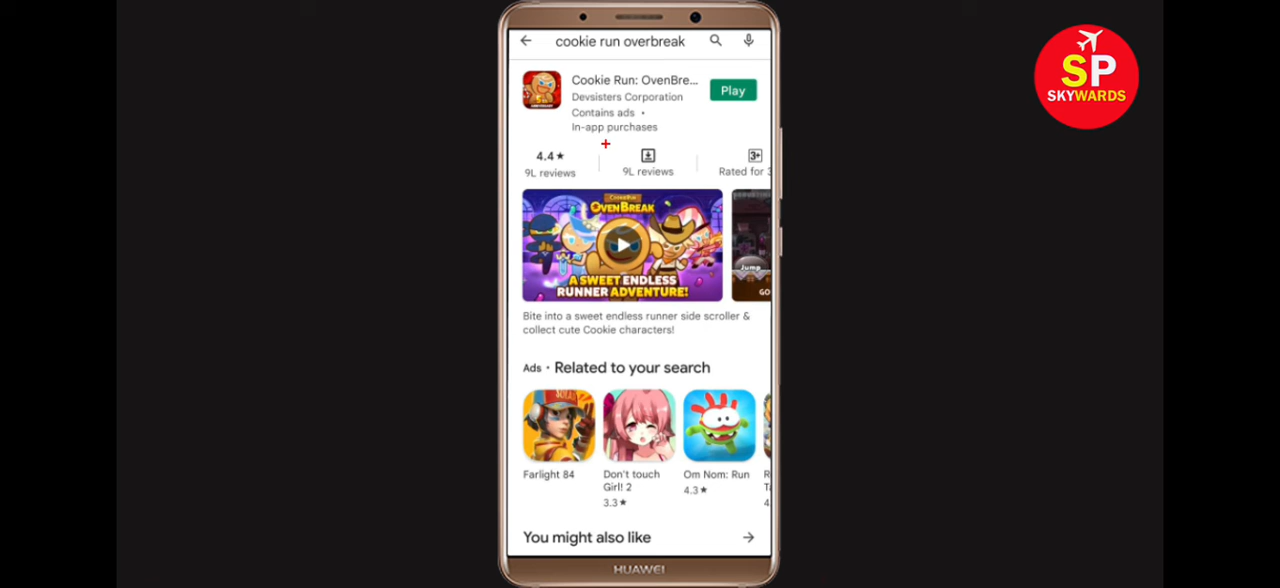 cookie run overbreak
SP
SKYWARDS
Cookie Run: OvenBre...
Devsisters Corporation
Play
Contains ads •
In-app purchases
4.4★
3+
9L reviews
9L reviews
Rated for 3
OVENBREAK
A SWEET ENDLESS
RUNNER ADVENTURE!
Jump
GO
Bite into a sweet endless runner side scroller &
collect cute Cookie characters!
Ads • Related to your search
Farlight 84
Don't touch
Girl! 2
3.3★
Om Nom: Run
4.3★
You might also like
HUAWEI